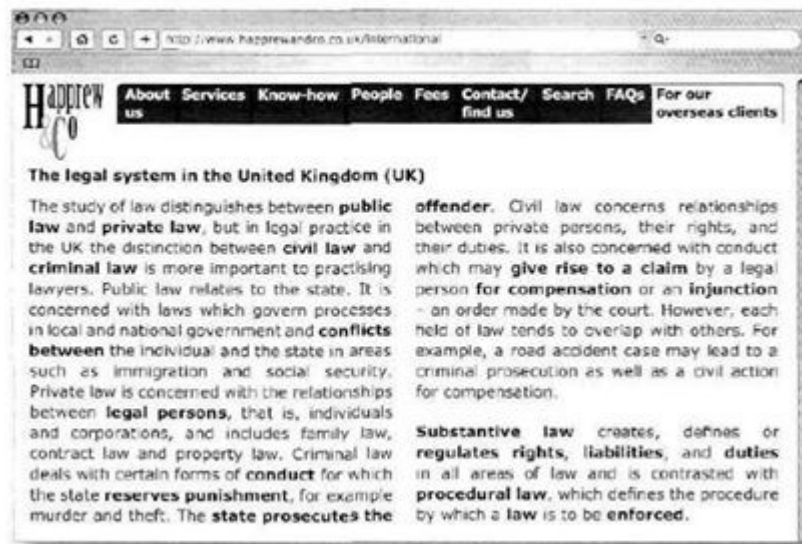 http://www.happrewandco.co.uk/international
Q-
Happrew
& Co
About us
Services
Know-how
People
Fees
Contact/find us
Search
FAQs
For our overseas clients
The legal system in the United Kingdom (UK)
The study of law distinguishes between public
law and private law, but in legal practice in
the UK the distinction between civil law and
criminal law is more important to practising
lawyers. Public law relates to the state. It is
concerned with laws which govern processes
in local and national government and conflicts
between the individual and the state in areas
such as immigration and social security.
Private law is concerned with the relationships
between legal persons, that is, individuals
and corporations, and includes family law,
contract law and property law. Criminal law
deals with certain forms of conduct for which
the state reserves punishment, for example
murder and theft. The state prosecutes the
offender. Civil law concerns relationships
between private persons, their rights, and
their duties. It is also concerned with conduct
which may give rise to a claim by a legal
person for compensation or an injunction
– an order made by the court. However, each
field of law tends to overlap with others. For
example, a road accident case may lead to a
criminal prosecution as well as a civil action
for compensation.
Substantive law creates, defines or
regulates rights, liabilities, and duties
in all areas of law and is contrasted with
procedural law, which defines the procedure
by which a law is to be enforced.